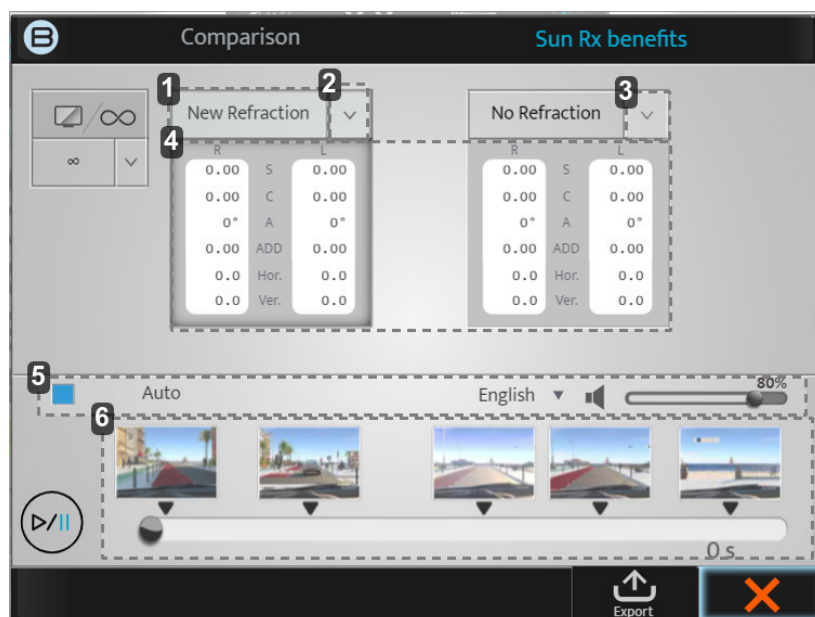 B Comparison Sun Rx benefits
1 2 3
New Refraction No Refraction
∞
∞
4
R L R L
0.00 S 0.00 0.00 S 0.00
0.00 C 0.00 0.00 C 0.00
0° A 0° 0° A 0°
0.00 ADD 0.00 0.00 ADD 0.00
0.0 Hor. 0.0 0.0 Hor. 0.0
0.0 Ver. 0.0 0.0 Ver. 0.0
5
80%
Auto English
6
0 s
Export